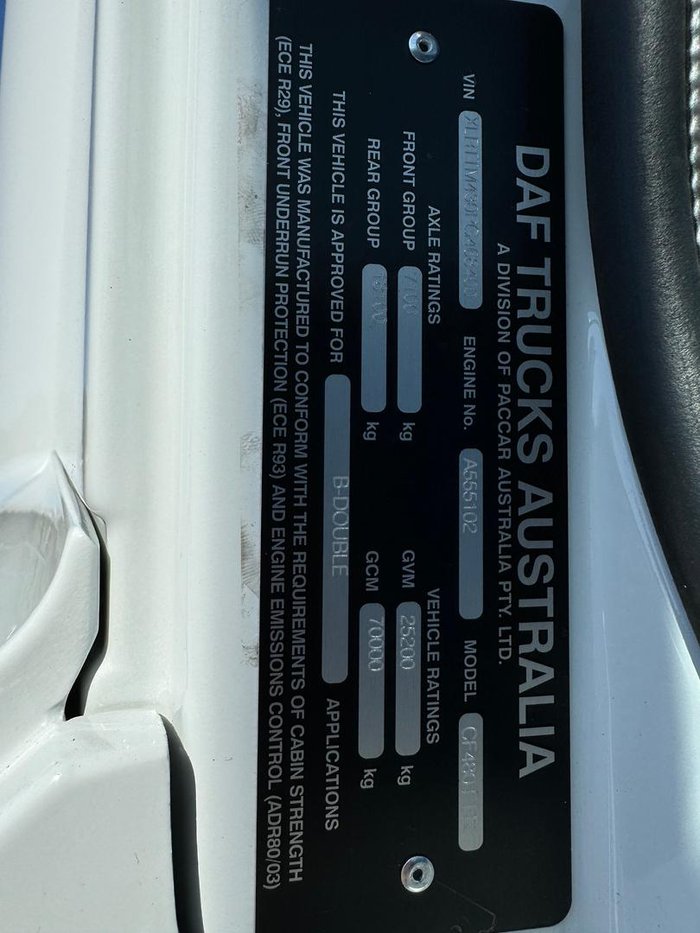 DAF TRUCKS AUSTRALIA
A DIVISION OF PACCAR AUSTRALIA PTY. LTD.
VIN ENGINE No. A555102 MODEL
AXLE RATINGS VEHICLE RATINGS
FRONT GROUP 7100 kg GVM 25200 kg
REAR GROUP kg GCM 70000 kg
THIS VEHICLE IS APPROVED FOR B-DOUBLE APPLICATIONS
THIS VEHICLE WAS MANUFACTURED TO CONFORM WITH THE REQUIREMENTS OF CABIN STRENGTH
(ECE R29), FRONT UNDERRUN PROTECTION (ECE R93) AND ENGINE EMISSIONS CONTROL (ADR80/03)